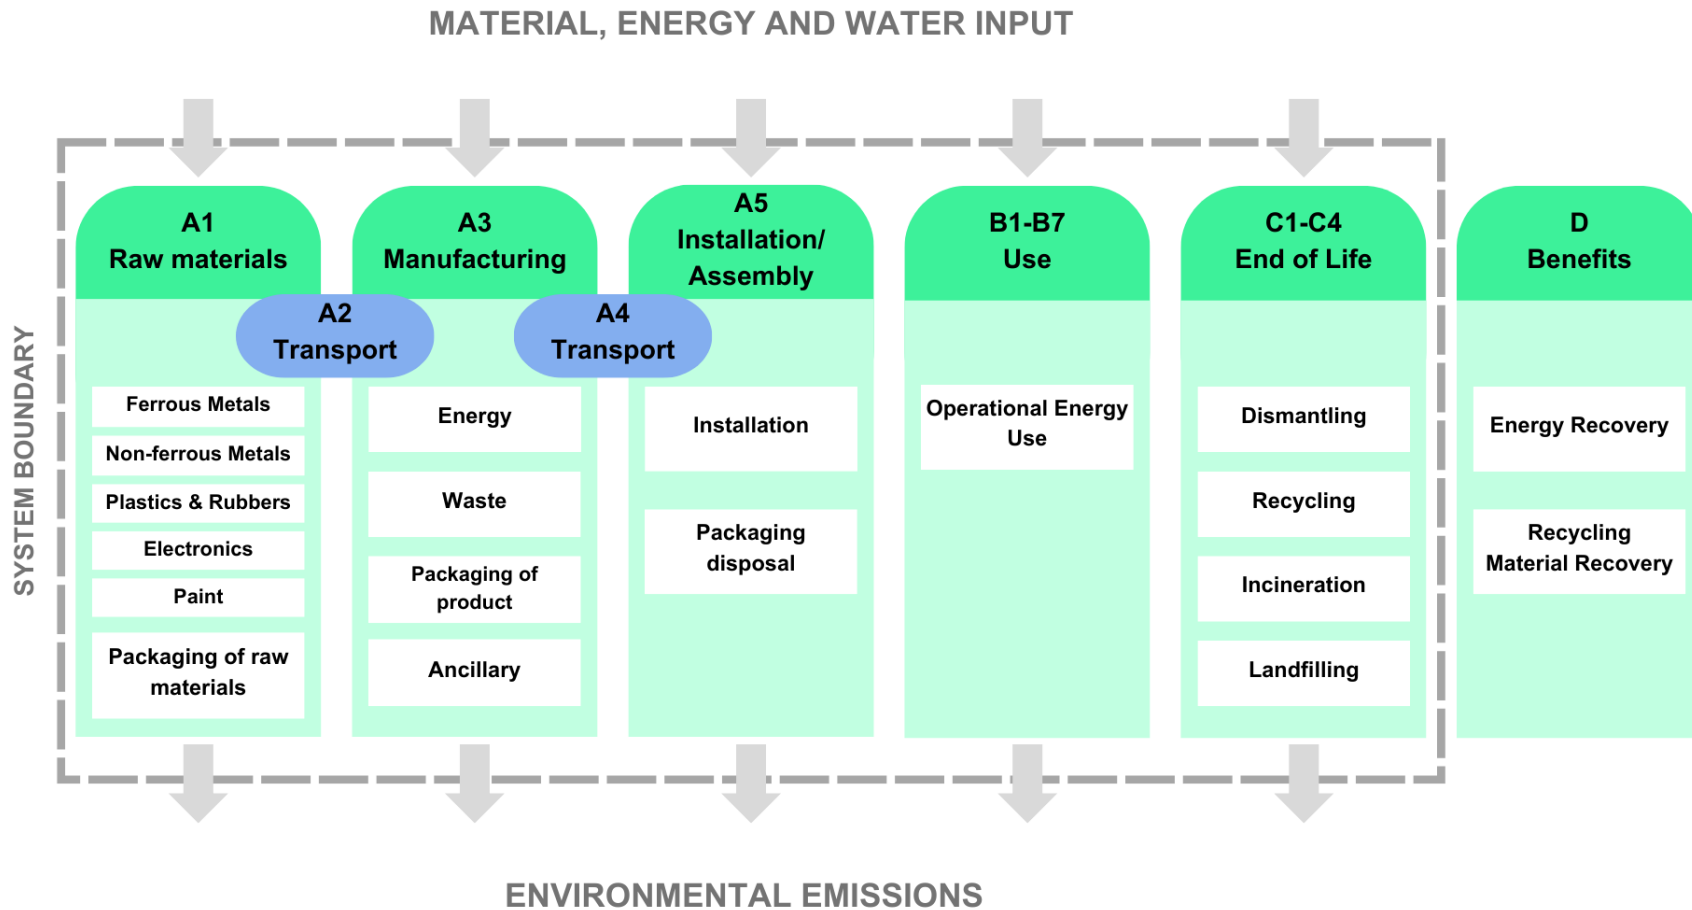 MATERIAL, ENERGY AND WATER INPUT
SYSTEM BOUNDARY
A1
Raw materials
A2
Transport
Ferrous Metals
Non-ferrous Metals
Plastics & Rubbers
Electronics
Paint
Packaging of raw
materials
A3
Manufacturing
A4
Transport
Energy
Waste
Packaging of
product
Ancillary
A5
Installation/
Assembly
Installation
Packaging
disposal
B1-B7
Use
Operational Energy
Use
C1-C4
End of Life
Dismantling
Recycling
Incineration
Landfilling
D
Benefits
Energy Recovery
Recycling
Material Recovery
ENVIRONMENTAL EMISSIONS